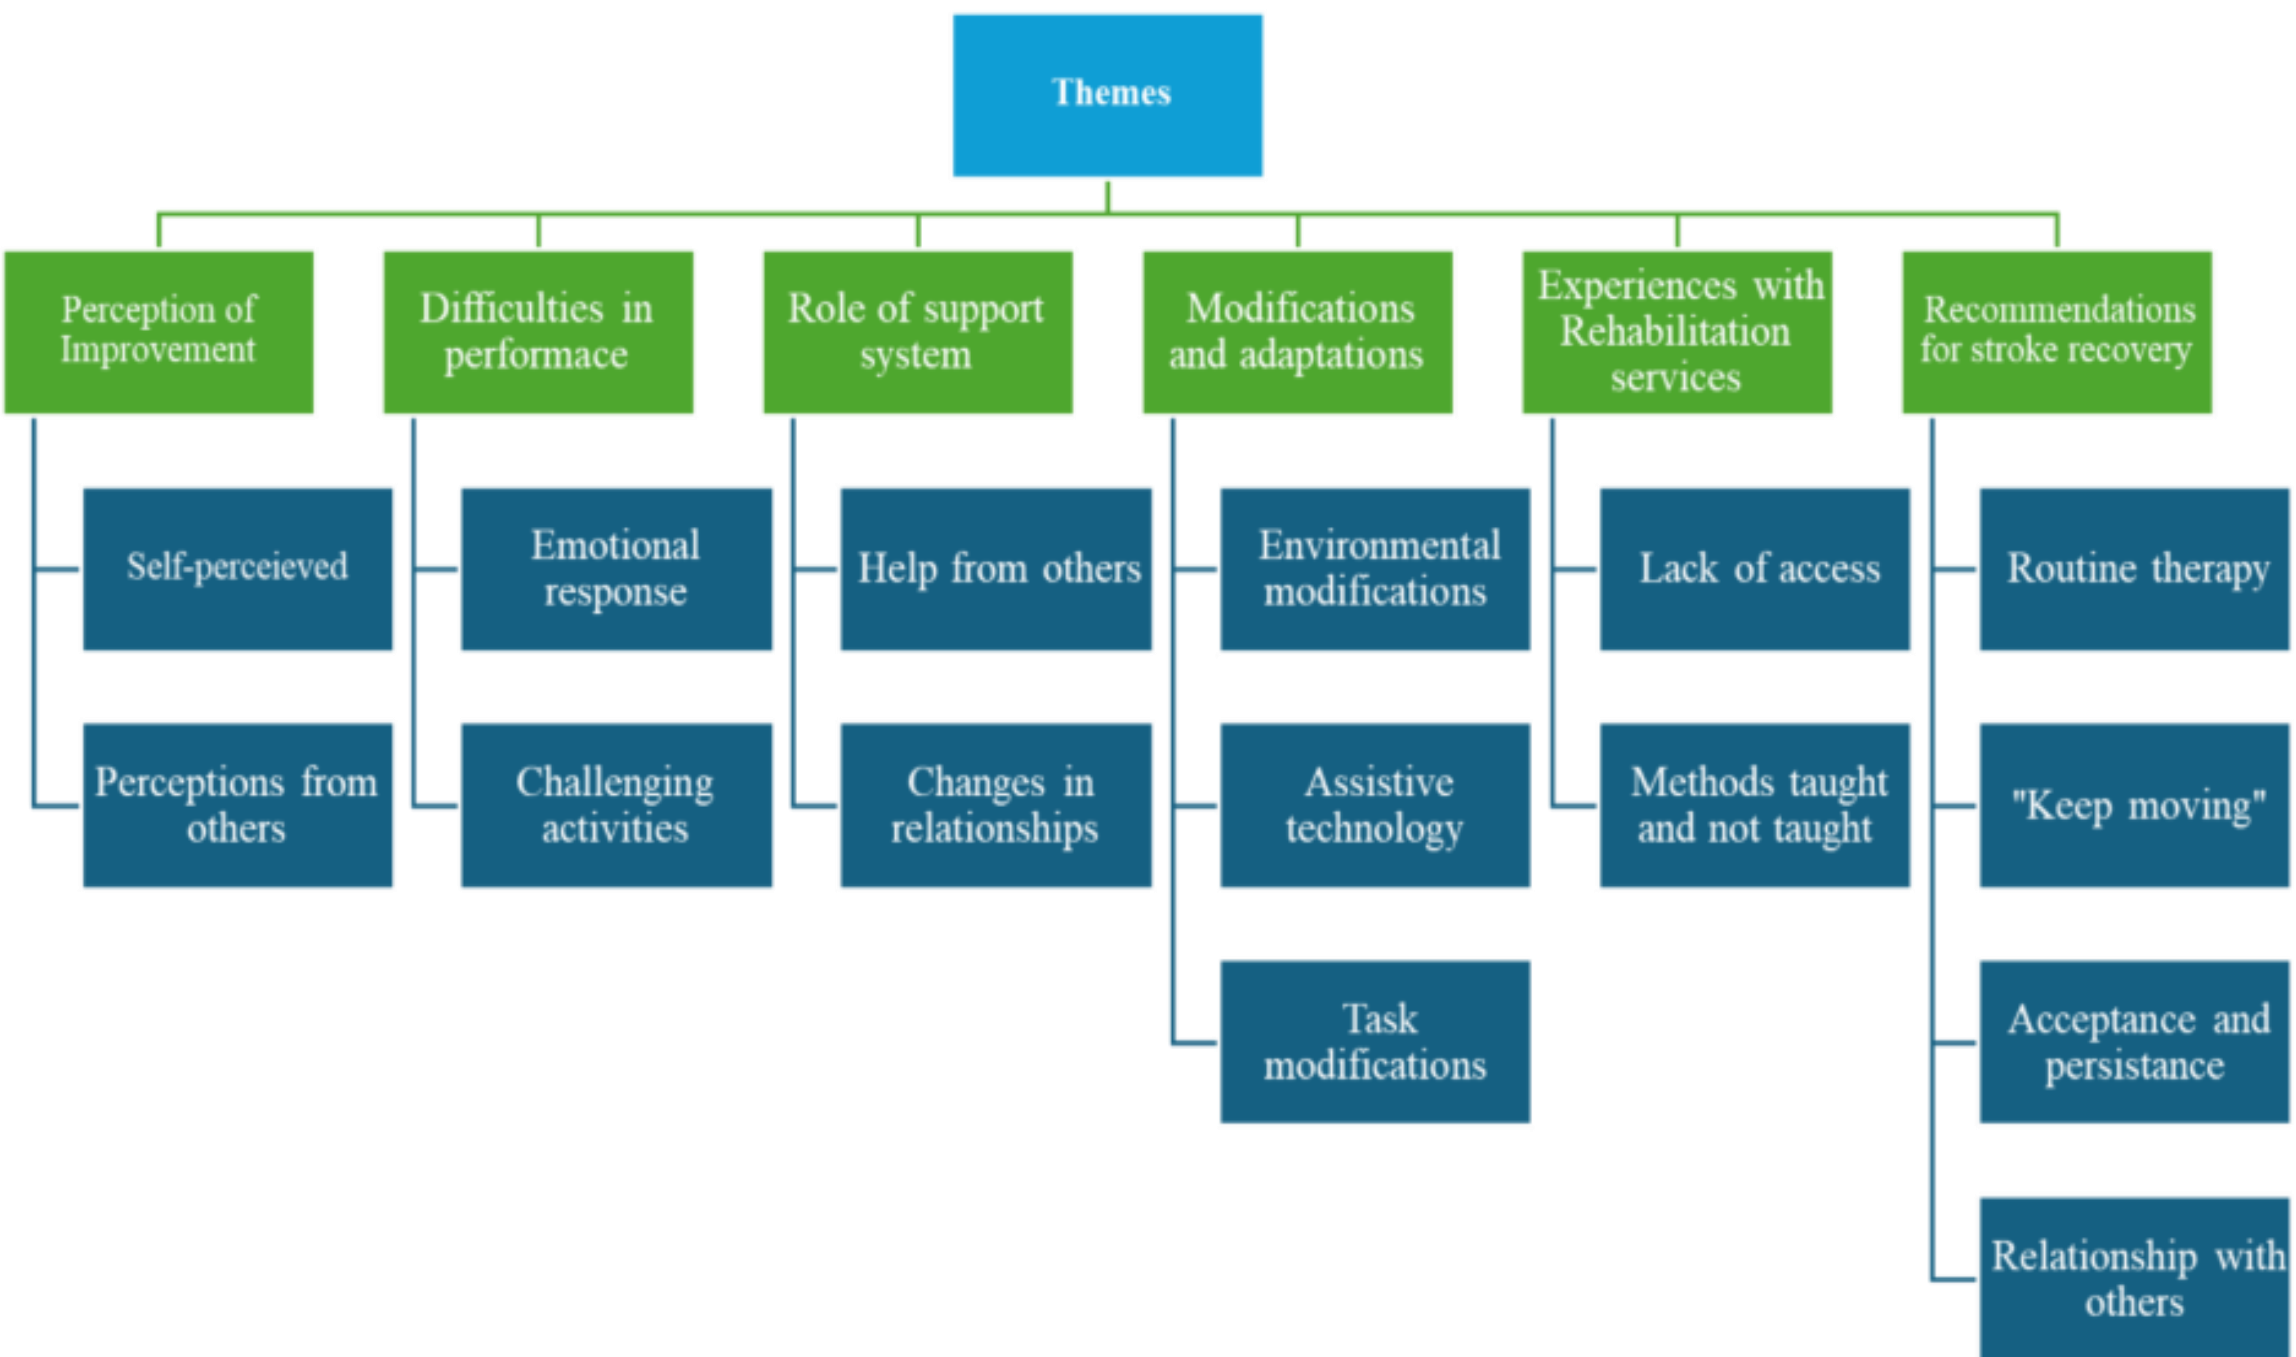 Themes
Perception of
Improvement
Difficulties in
performace
Role of support
system
Modifications
and adaptations
Experiences with
Rehabilitation
services
Recommendations
for stroke recovery
Self-perceieved
Emotional
response
Help from others
Environmental
modifications
Lack of access
Routine therapy
Perceptions from
others
Challenging
activities
Changes in
relationships
Assistive
technology
Methods taught
and not taught
"Keep moving"
Task
modifications
Acceptance and
persistance
Relationship with
others